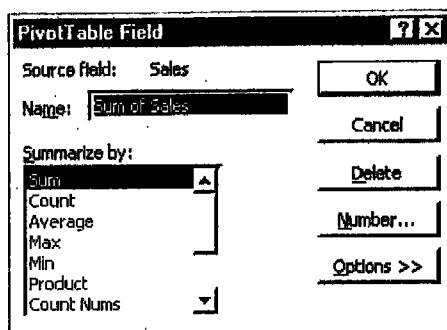 PivotTable Field
Source field: Sales
Name: Sum of Sales
Summarize by:
Sum
Count
Average
Max
Min
Product
Count Nums
OK
Cancel
Delete
Number...
Options >>